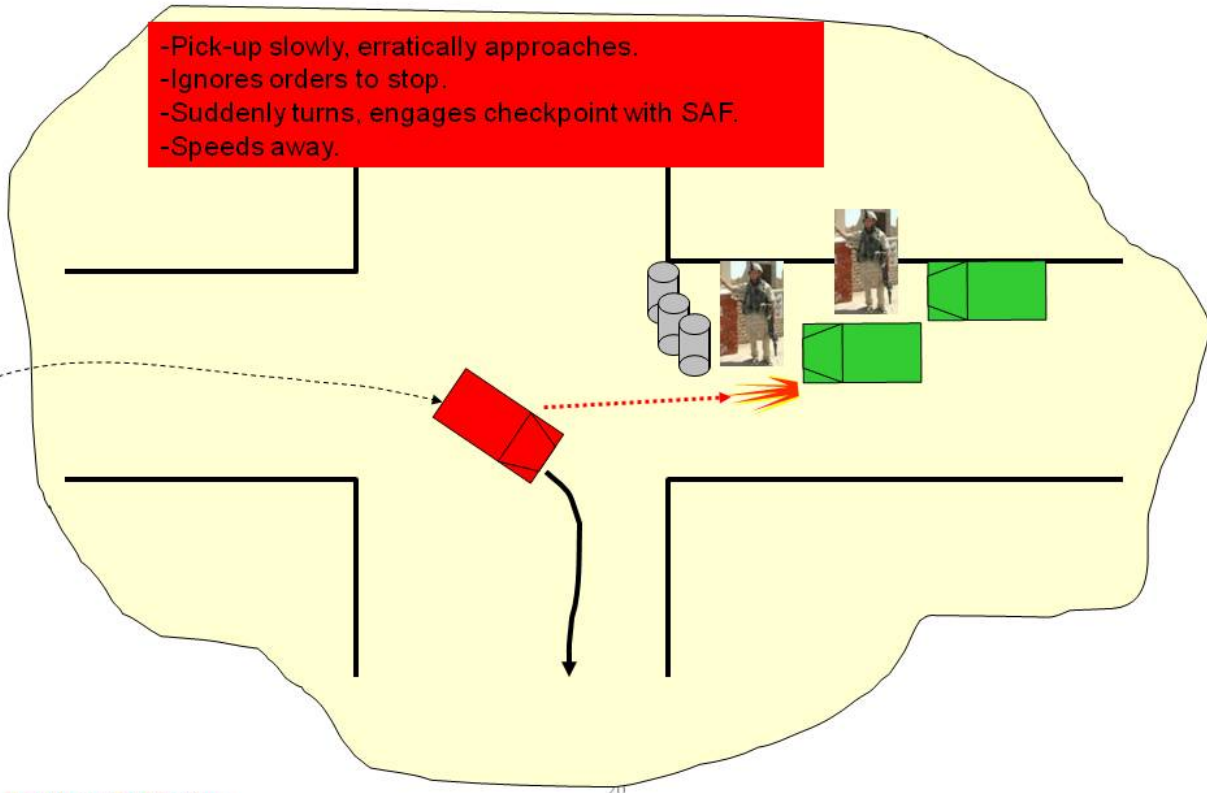 -Pick-up slowly, erratically approaches.
-Ignores orders to stop.
-Suddenly turns, engages checkpoint with SAF.
-Speeds away.